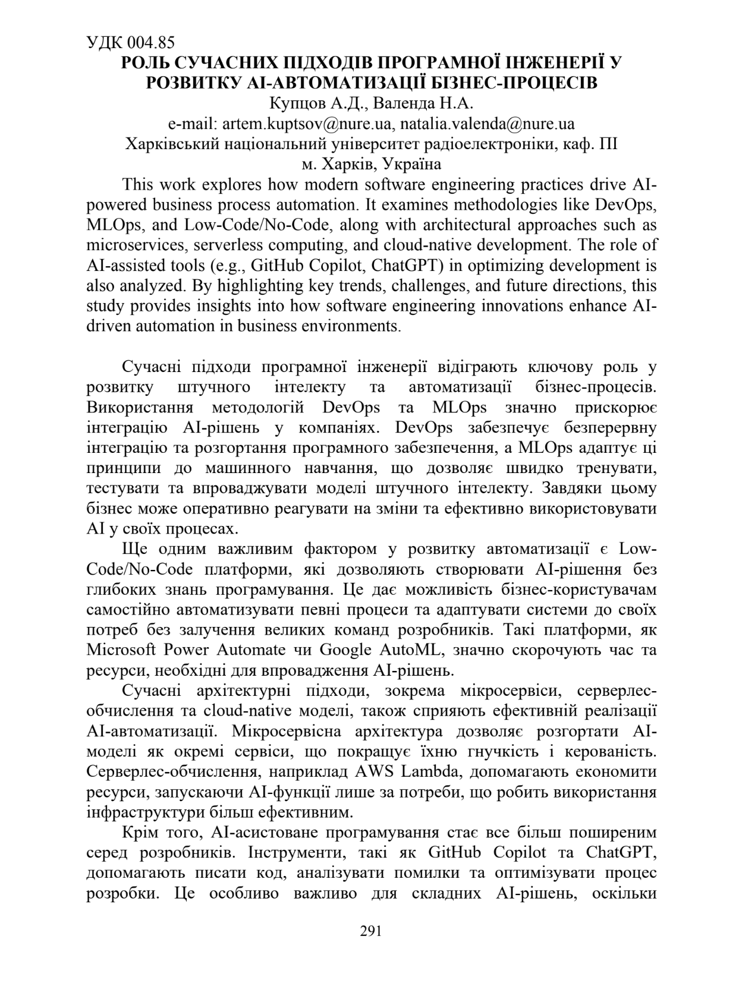 УДК 004.85
РОЛЬ СУЧАСНИХ ПІДХОДІВ ПРОГРАМНОЇ ІНЖЕНЕРІЇ У
РОЗВИТКУ АІ-АВТОМАТИЗАЦІЇ БІЗНЕС-ПРОЦЕСІВ
Купцов А.Д., Валенда Н.А.
e-mail: artem.kuptsov@nure.ua, natalia.valenda@nure.ua
Харківський національний університет радіоелектроніки, каф. ПІ
м. Харків, Україна
This work explores how modern software engineering practices drive AI-
powered business process automation. It examines methodologies like DevOps,
MLOps, and Low-Code/No-Code, along with architectural approaches such as
microservices, serverless computing, and cloud-native development. The role of
AI-assisted tools (e.g., GitHub Copilot, ChatGPT) in optimizing development is
also analyzed. By highlighting key trends, challenges, and future directions, this
study provides insights into how software engineering innovations enhance AI-
driven automation in business environments.
Сучасні підходи програмної інженерії відіграють ключову роль у
розвитку штучного інтелекту та автоматизації бізнес-процесів.
Використання методологій DevOps та MLOps значно прискорює
інтеграцію AI-рішень у компаніях. DevOps забезпечує безперервну
інтеграцію та розгортання програмного забезпечення, а MLOps адаптує ці
принципи до машинного навчання, що дозволяє швидко тренувати,
тестувати та впроваджувати моделі штучного інтелекту. Завдяки цьому
бізнес може оперативно реагувати на зміни та ефективно використовувати
AI у своїх процесах.
Ще одним важливим фактором у розвитку автоматизації є Low-
Code/No-Code платформи, які дозволяють створювати AI-рішення без
глибоких знань програмування. Це дає можливість бізнес-користувачам
самостійно автоматизувати певні процеси та адаптувати системи до своїх
потреб без залучення великих команд розробників. Такі платформи, як
Microsoft Power Automate чи Google AutoML, значно скорочують час та
ресурси, необхідні для впровадження AI-рішень.
Сучасні архітектурні підходи, зокрема мікросервіси, серверлес-
обчислення та cloud-native моделі, також сприяють ефективній реалізації
AI-автоматизації. Мікросервісна архітектура дозволяє розгортати AI-
моделі як окремі сервіси, що покращує їхню гнучкість і керованість.
Серверлес-обчислення, наприклад AWS Lambda, допомагають економити
ресурси, запускаючи AI-функції лише за потреби, що робить використання
інфраструктури більш ефективним.
Крім того, AI-асистоване програмування стає все більш поширеним
серед розробників. Інструменти, такі як GitHub Copilot та ChatGPT,
допомагають писати код, аналізувати помилки та оптимізувати процес
розробки. Це особливо важливо для складних AI-рішень, оскільки
291